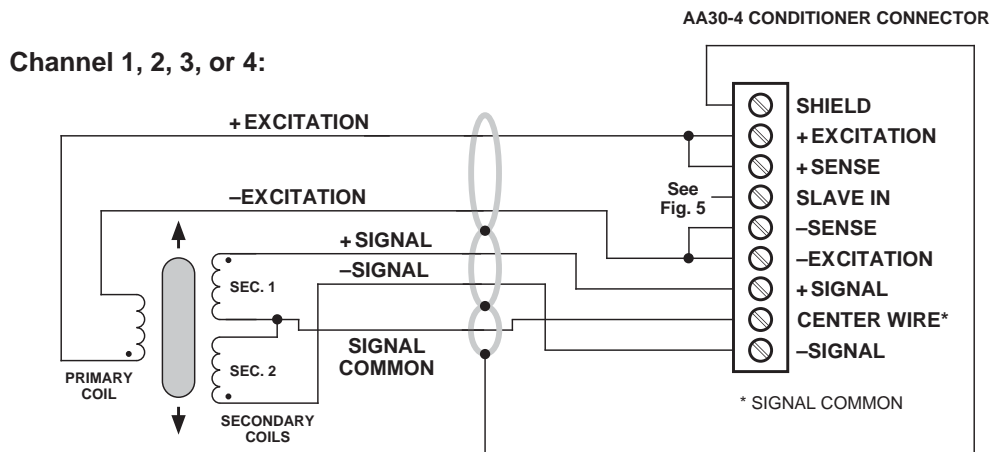 AA30-4 CONDITIONER CONNECTOR
Channel 1, 2, 3, or 4:
SHIELD
+ EXCITATION
+ EXCITATION
+ SENSE
See
Fig. 5
SLAVE IN
–EXCITATION
–SENSE
+ SIGNAL
–EXCITATION
–SIGNAL
SEC. 1
+ SIGNAL
CENTER WIRE*
SIGNAL
COMMON
–SIGNAL
SEC. 2
PRIMARY
COIL
* SIGNAL COMMON
SECONDARY
COILS